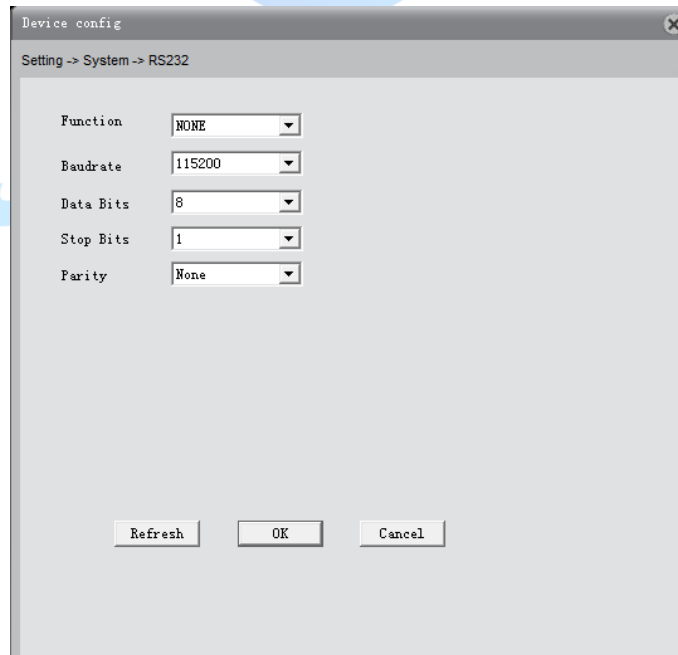 Device config
Setting -> System -> RS232
Function NONE
Baudrate 115200
Data Bits 8
Stop Bits 1
Parity None
Refresh OK Cancel